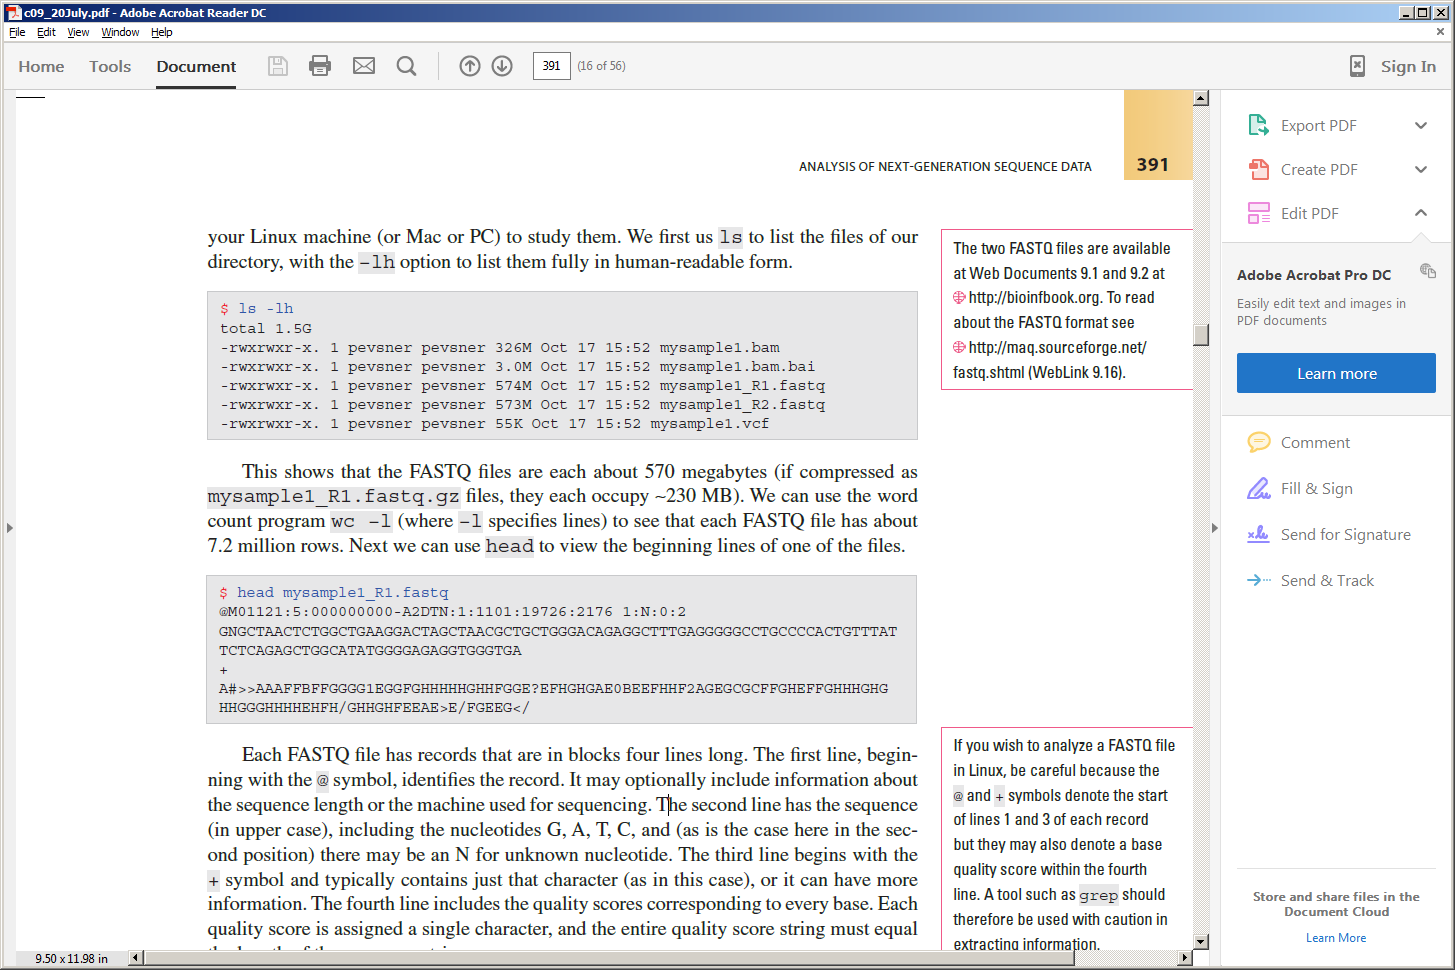 c09_20July.pdf - Adobe Acrobat Reader DC
File Edit View Window Help
Home Tools Document 391 (16 of 56) Sign In
ANALYSIS OF NEXT-GENERATION SEQUENCE DATA 391
your Linux machine (or Mac or PC) to study them. We first us ls to list the files of our
directory, with the -lh option to list them fully in human-readable form.
$ ls -lh
total 1.5G
-rwxrwxr-x. 1 pevsner pevsner 326M Oct 17 15:52 mysample1.bam
-rwxrwxr-x. 1 pevsner pevsner 3.0M Oct 17 15:52 mysample1.bam.bai
-rwxrwxr-x. 1 pevsner pevsner 574M Oct 17 15:52 mysample1_R1.fastq
-rwxrwxr-x. 1 pevsner pevsner 573M Oct 17 15:52 mysample1_R2.fastq
-rwxrwxr-x. 1 pevsner pevsner 55K Oct 17 15:52 mysample1.vcf
This shows that the FASTQ files are each about 570 megabytes (if compressed as
mysample1_R1.fastq.gz files, they each occupy ~230 MB). We can use the word
count program wc -l (where -l specifies lines) to see that each FASTQ file has about
7.2 million rows. Next we can use head to view the beginning lines of one of the files.
$ head mysample1_R1.fastq
@M01121:5:000000000-A2DTN:1:1101:19726:2176 1:N:0:2
GNGCTAACTCTGGCTGAAGGACTAGCTAACGCTGCTGGGACAGAGGCTTTGAGGGGGCCTGCCCCACTGTTTAT
TCTCAGAGCTGGCATATGGGGAGAGGTGGGTGA
+
A#>>AAAFFBFFGGGG1EGGFGHHHHHGHHFGGE?EFHGHGAE0BEEFHHF2AGEGCGCFFGHEFFGHHHGHG
HHGGGHHHHEHFH/GHHGHFEEAE>E/FGEEG</
Each FASTQ file has records that are in blocks four lines long. The first line, begin-
ning with the @ symbol, identifies the record. It may optionally include information about
the sequence length or the machine used for sequencing. The second line has the sequence
(in upper case), including the nucleotides G, A, T, C, and (as is the case here in the sec-
ond position) there may be an N for unknown nucleotide. The third line begins with the
+ symbol and typically contains just that character (as in this case), or it can have more
information. The fourth line includes the quality scores corresponding to every base. Each
quality score is assigned a single character, and the entire quality score string must equal
The two FASTQ files are available
at Web Documents 9.1 and 9.2 at
http://bioinfbook.org. To read
about the FASTQ format see
http://maq.sourceforge.net/
fastq.shtml (WebLink 9.16).
If you wish to analyze a FASTQ file
in Linux, be careful because the
@ and + symbols denote the start
of lines 1 and 3 of each record
but they may also denote a base
quality score within the fourth
line. A tool such as grep should
therefore be used with caution in
extracting information.
Export PDF
Create PDF
Edit PDF
Adobe Acrobat Pro DC
Easily edit text and images in
PDF documents
Learn more
Comment
Fill & Sign
Send for Signature
Send & Track
Store and share files in the
Document Cloud
Learn More
9.50 x 11.98 in